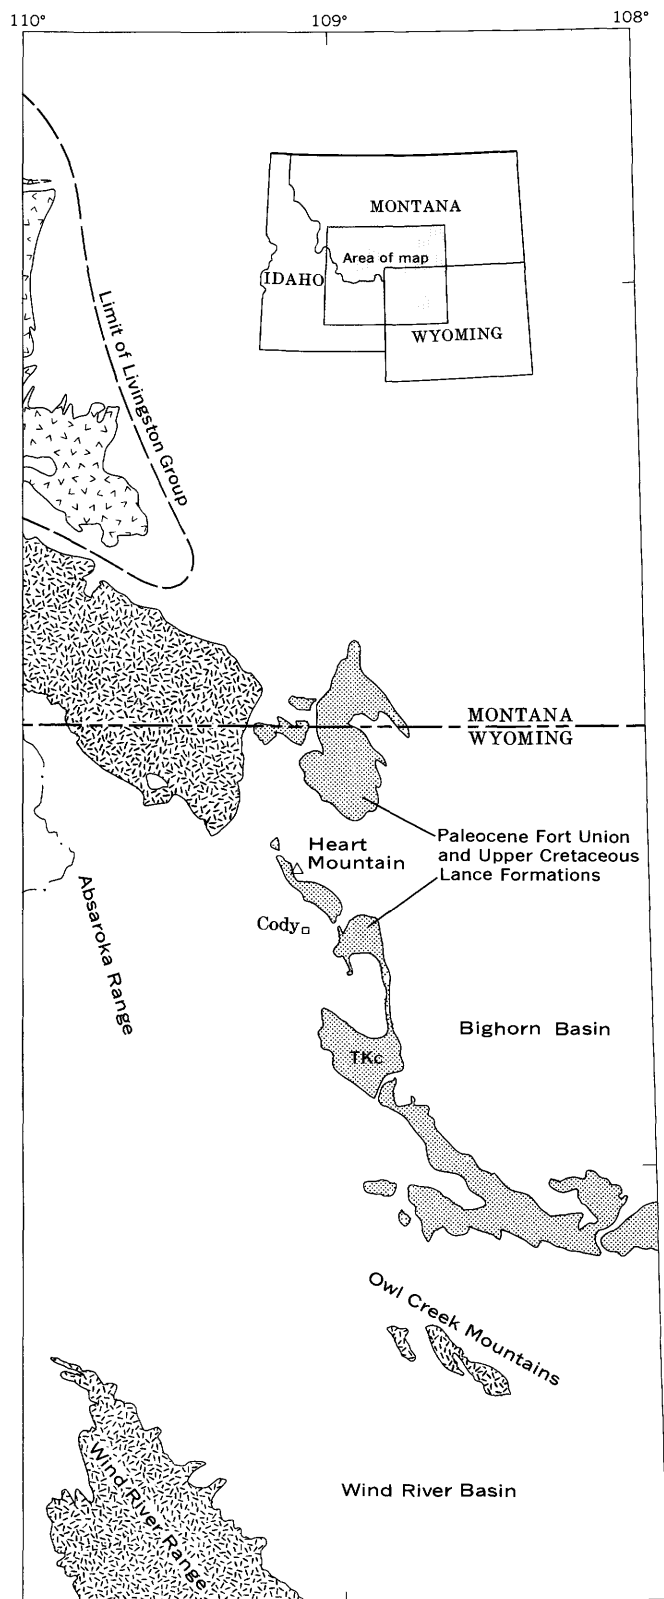 110°
109°
108°
MONTANA
Area of map
IDAHO
WYOMING
Limit of Livingston Group
MONTANA
WYOMING
Paleocene Fort Union
and Upper Cretaceous
Lance Formations
Heart
Mountain
Cody
Absaroka Range
Bighorn Basin
TKc
Owl Creek Mountains
Wind River Basin
Wind River Range